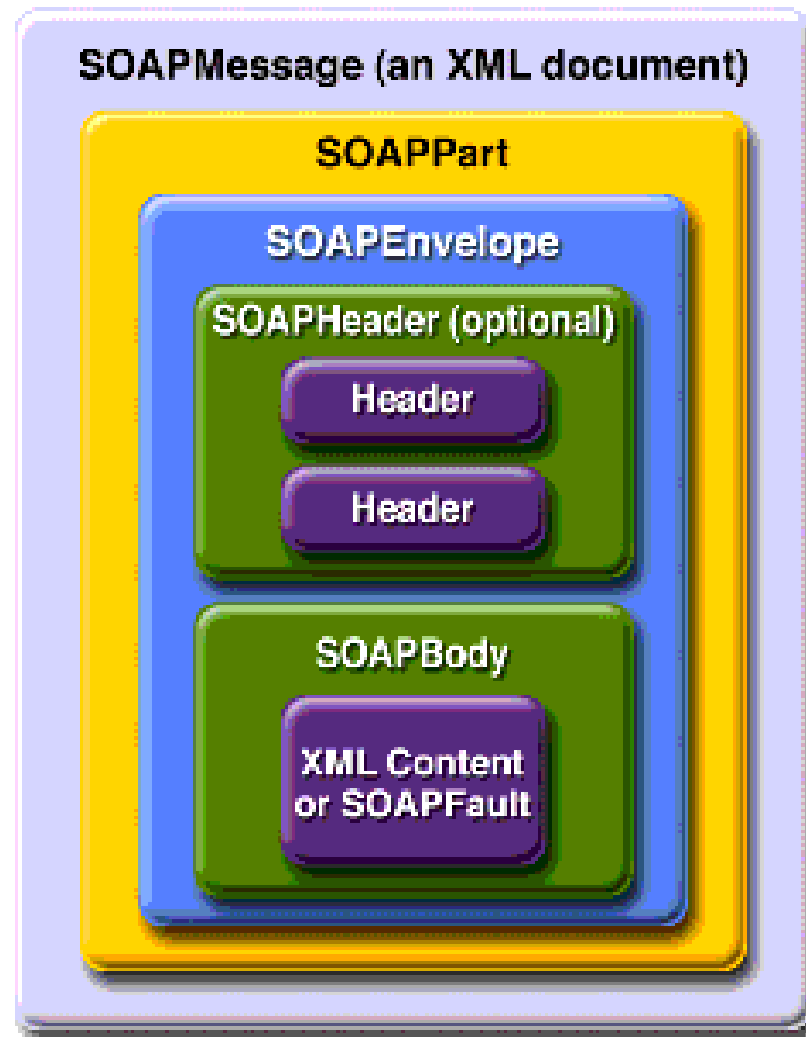 SOAPMessage (an XML document)
SOAPPart
SOAPEnvelope
SOAPHeader (optional)
Header
Header
SOAPBody
XML Content
or SOAPFault